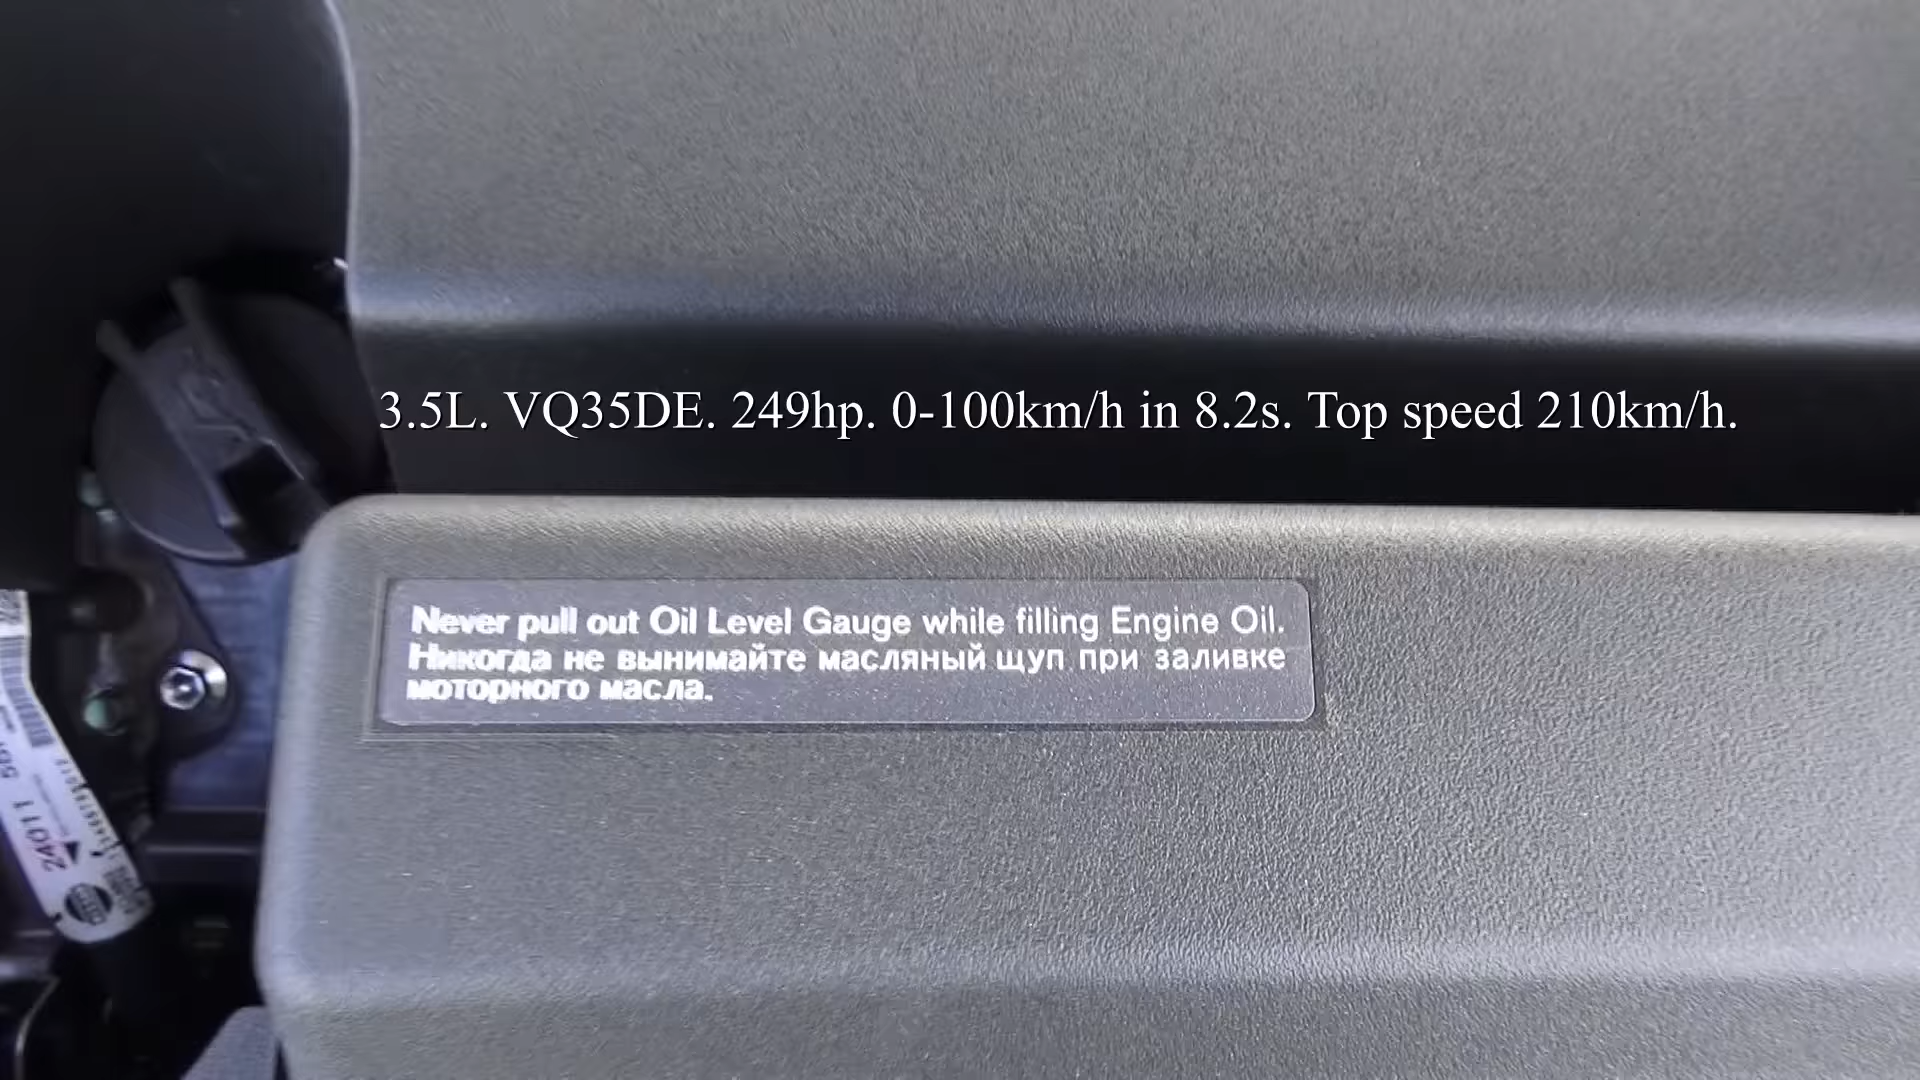 3.5L. VQ35DE. 249hp. 0-100km/h in 8.2s. Top speed 210km/h.
Never pull out Oil Level Gauge while filling Engine Oil.
Никогда не вынимайте масляный щуп при заливке
моторного масла.
24011